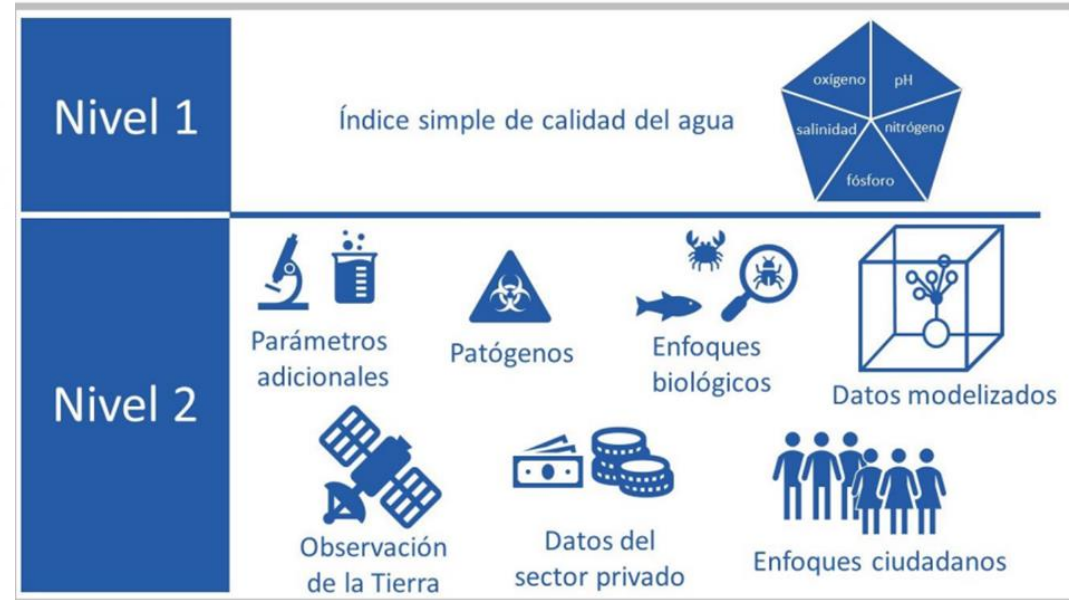 Nivel 1
Índice simple de calidad del agua
oxígeno
pH
salinidad
nitrógeno
fósforo
Nivel 2
Parámetros
adicionales
Patógenos
Enfoques
biológicos
Datos modelizados
Observación
de la Tierra
Datos del
sector privado
Enfoques ciudadanos